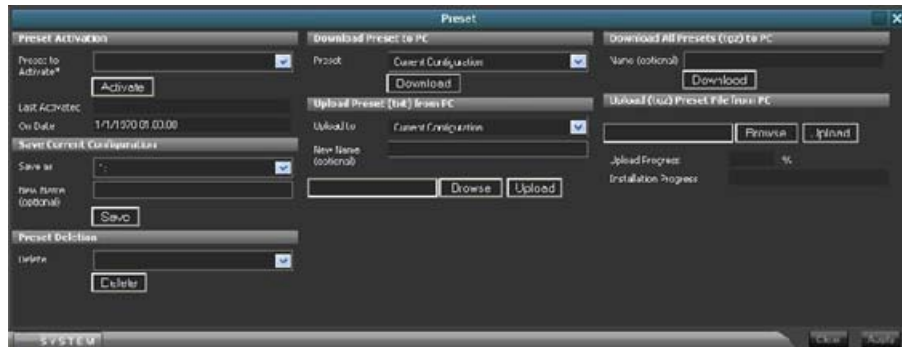 Preset
Preset Activation
Preset to
Activate*
Activate
Last Activated
On Date
1/1/1970 01:00:00
Save Current Configuration
Save as
New Name
(optional)
Save
Preset Deletion
Delete
Delete
Download Preset to PC
Preset
Current Configuration
Download
Upload Preset (txt) from PC
Upload to
Current Configuration
New Name
(optional)
Browse
Upload
Download All Presets (tgz) to PC
Name (optional)
Download
Upload (tgz) Preset File from PC
Browse
Upload
Upload Progress
%
Installation Progress
SYSTEM
Clear
Apply